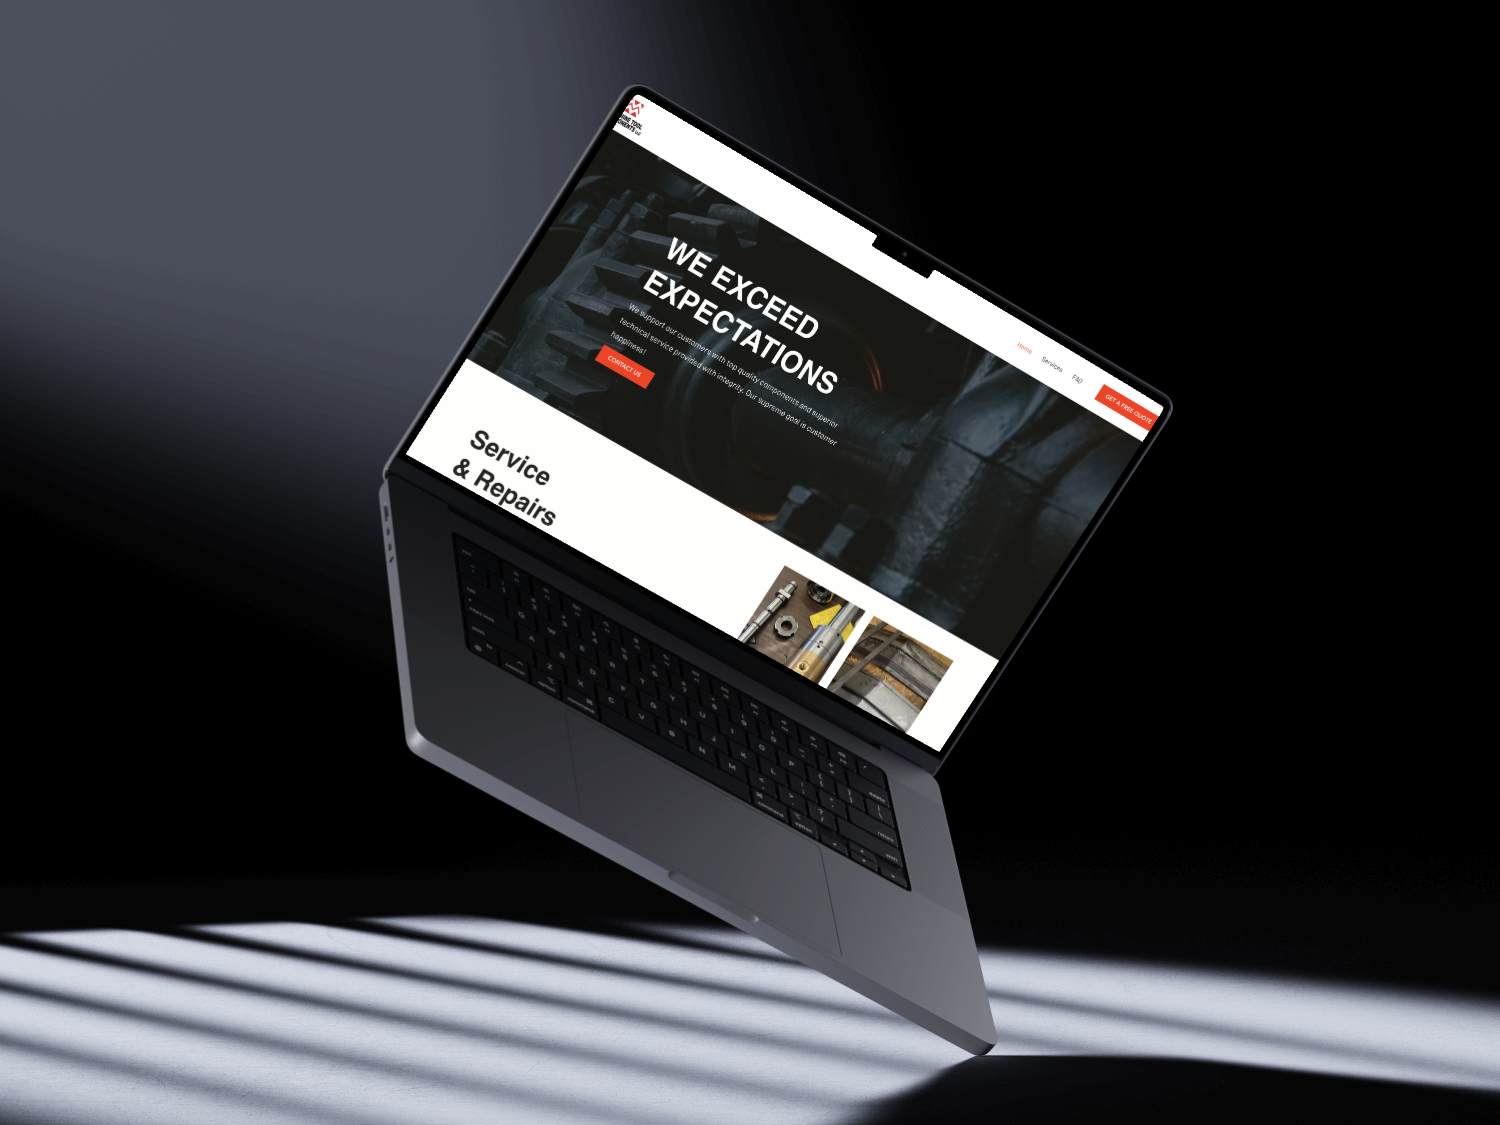 TOOL
Home
Services
FAQ
GET A FREE QUOTE
WE EXCEED
EXPECTATIONS
We support our customers with top quality components and superior
technical service provided with integrity. Our supreme goal is customer
happiness!
CONTACT US
Service
& Repairs